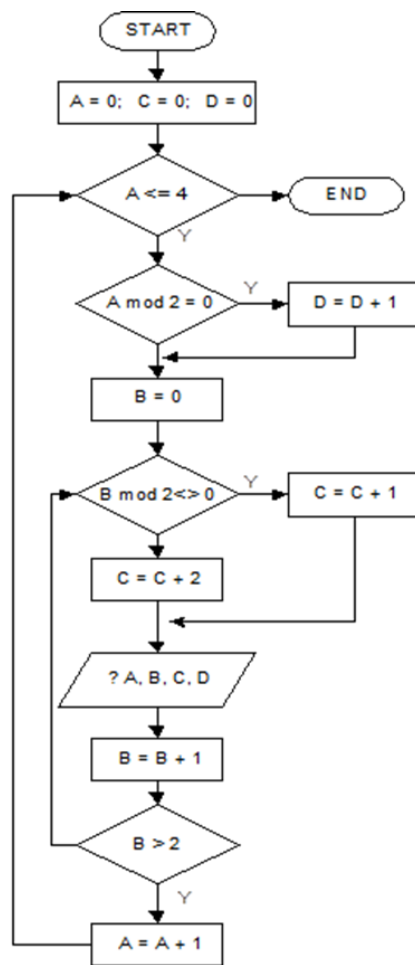 START
A = 0; C = 0; D = 0
A <= 4
END
Y
A mod 2 = 0
Y
D = D + 1
B = 0
B mod 2<> 0
Y
C = C + 1
C = C + 2
? A, B, C, D
B = B + 1
B > 2
Y
A = A + 1